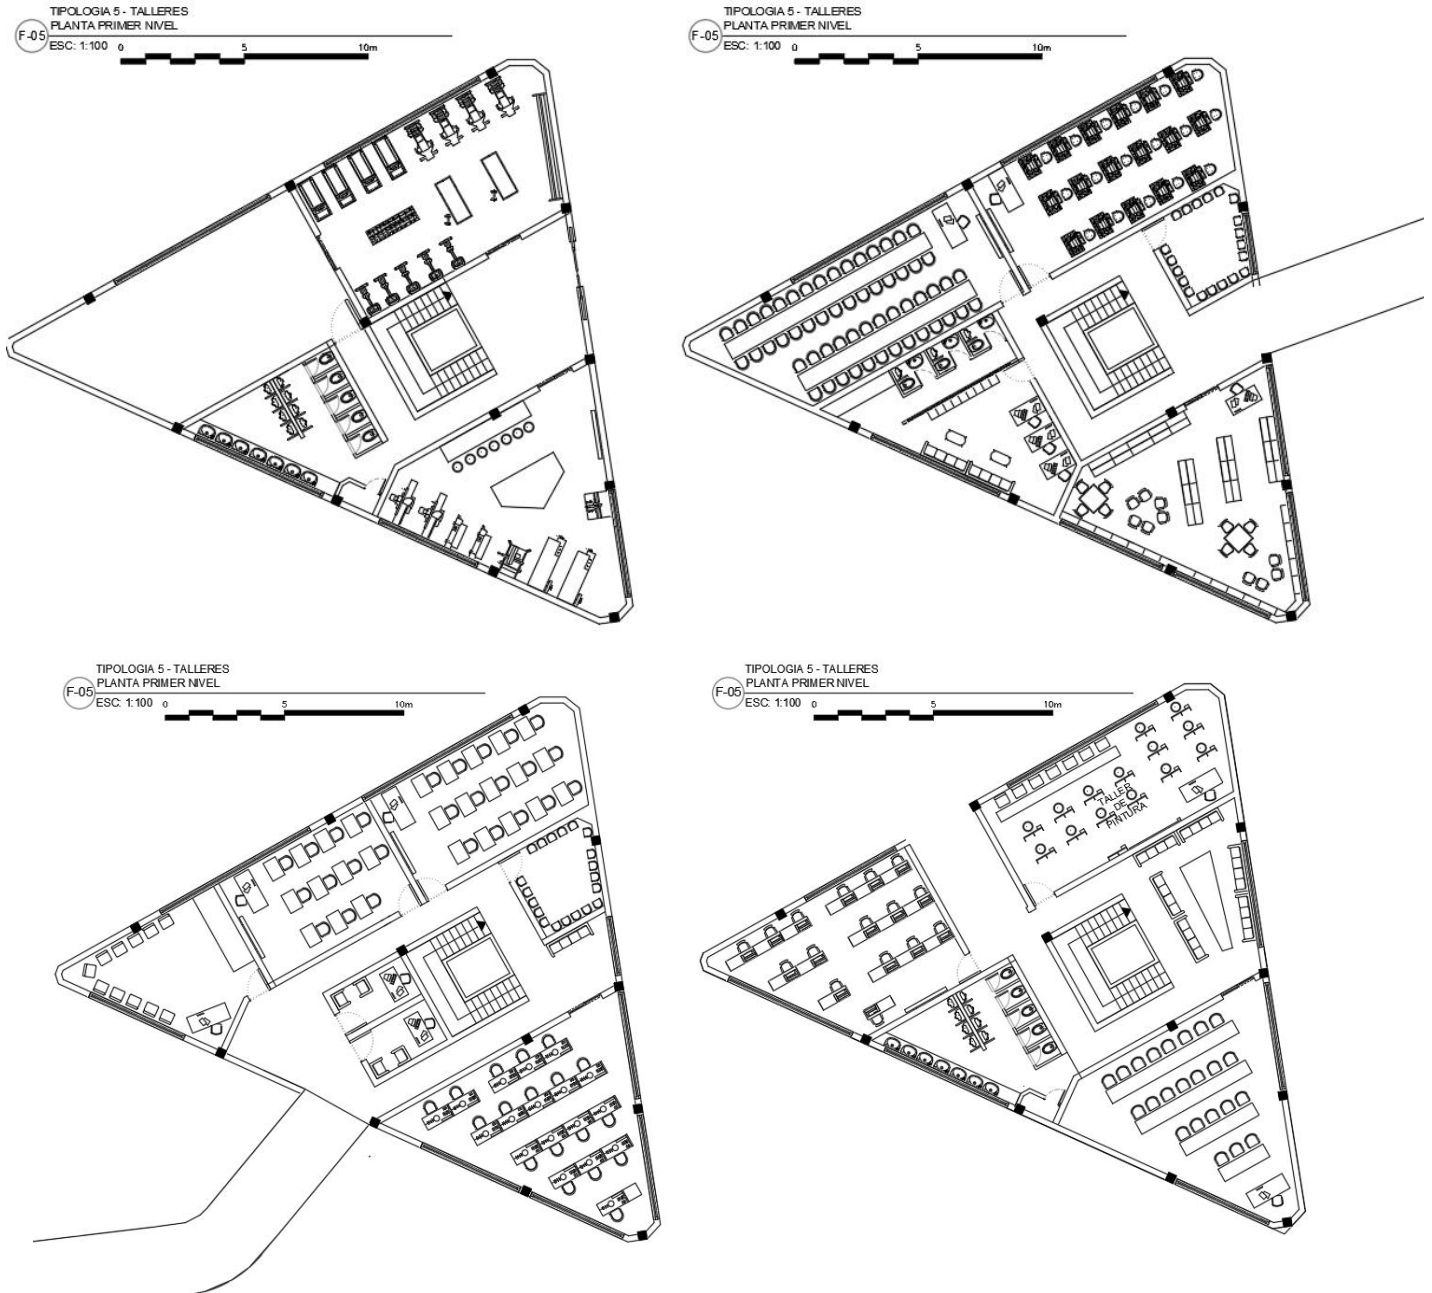 TIPOLOGIA 5 - TALLERES
PLANTA PRIMER NIVEL
F-05
ESC: 1:100 0 5 10m
TIPOLOGIA 5 - TALLERES
PLANTA PRIMER NIVEL
F-05
ESC: 1:100 0 5 10m
TIPOLOGIA 5 - TALLERES
PLANTA PRIMER NIVEL
F-05
ESC: 1:100 0 5 10m
TIPOLOGIA 5 - TALLERES
PLANTA PRIMER NIVEL
F-05
ESC: 1:100 0 5 10m
TALLER
DE
PINTURA